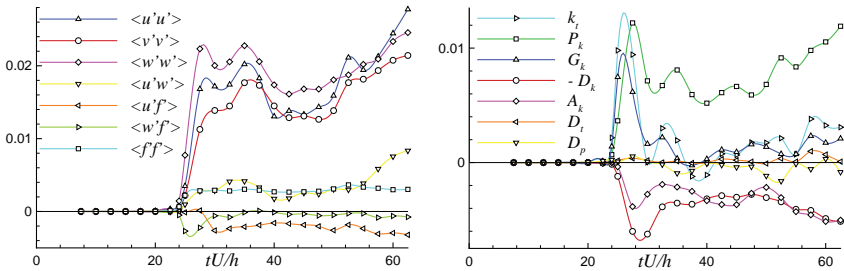 <u'u'>
<v'v'>
<w'w'>
<u'w'>
<u'f'>
<w'f'>
<f'f'>
0.02
0.01
0
0 20 40 60
tU/h
k_t
P_k
G_k
- D_k
A_k
D_t
D_p
0.01
0
0 20 40 60
tU/h